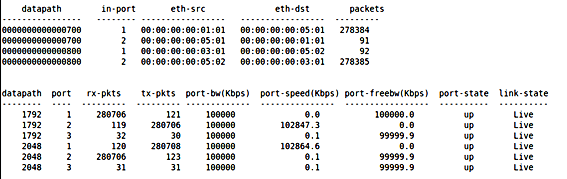 datapath in-port eth-src eth-dst packets
---------------- ------- ----------------- ----------------- --------
0000000000000700 1 00:00:00:00:01:01 00:00:00:00:05:01 278384
0000000000000700 2 00:00:00:00:05:01 00:00:00:00:01:01 91
0000000000000800 1 00:00:00:00:03:01 00:00:00:00:05:02 92
0000000000000800 2 00:00:00:00:05:02 00:00:00:00:03:01 278385
datapath port rx-pkts tx-pkts port-bw(Kbps) port-speed(Kbps) port-freebw(Kbps) port-state link-state
-------- ---- -------- -------- ------------- --------------- ---------------- ---------- ----------
1792 1 280706 121 100000 0.0 100000.0 up Live
1792 2 119 280706 100000 102847.3 0.0 up Live
1792 3 32 30 100000 0.1 99999.9 up Live
2048 1 120 280708 100000 102864.6 0.0 up Live
2048 2 280706 123 100000 0.1 99999.9 up Live
2048 3 31 31 100000 0.1 99999.9 up Live